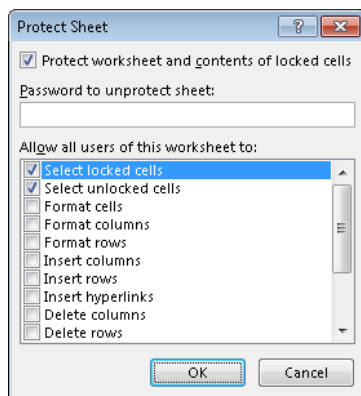 Protect Sheet
Protect worksheet and contents of locked cells
Password to unprotect sheet:
Allow all users of this worksheet to:
Select locked cells
Select unlocked cells
Format cells
Format columns
Format rows
Insert columns
Insert rows
Insert hyperlinks
Delete columns
Delete rows
OK Cancel